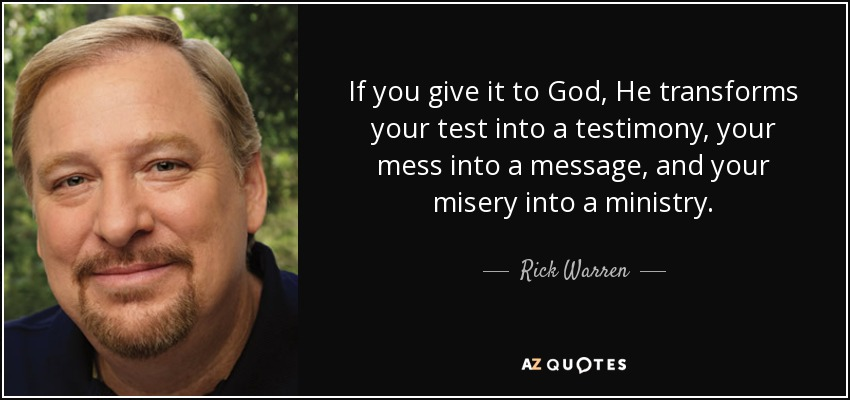 If you give it to God, He transforms
your test into a testimony, your
mess into a message, and your
misery into a ministry.
Rick Warren
AZ QUOTES